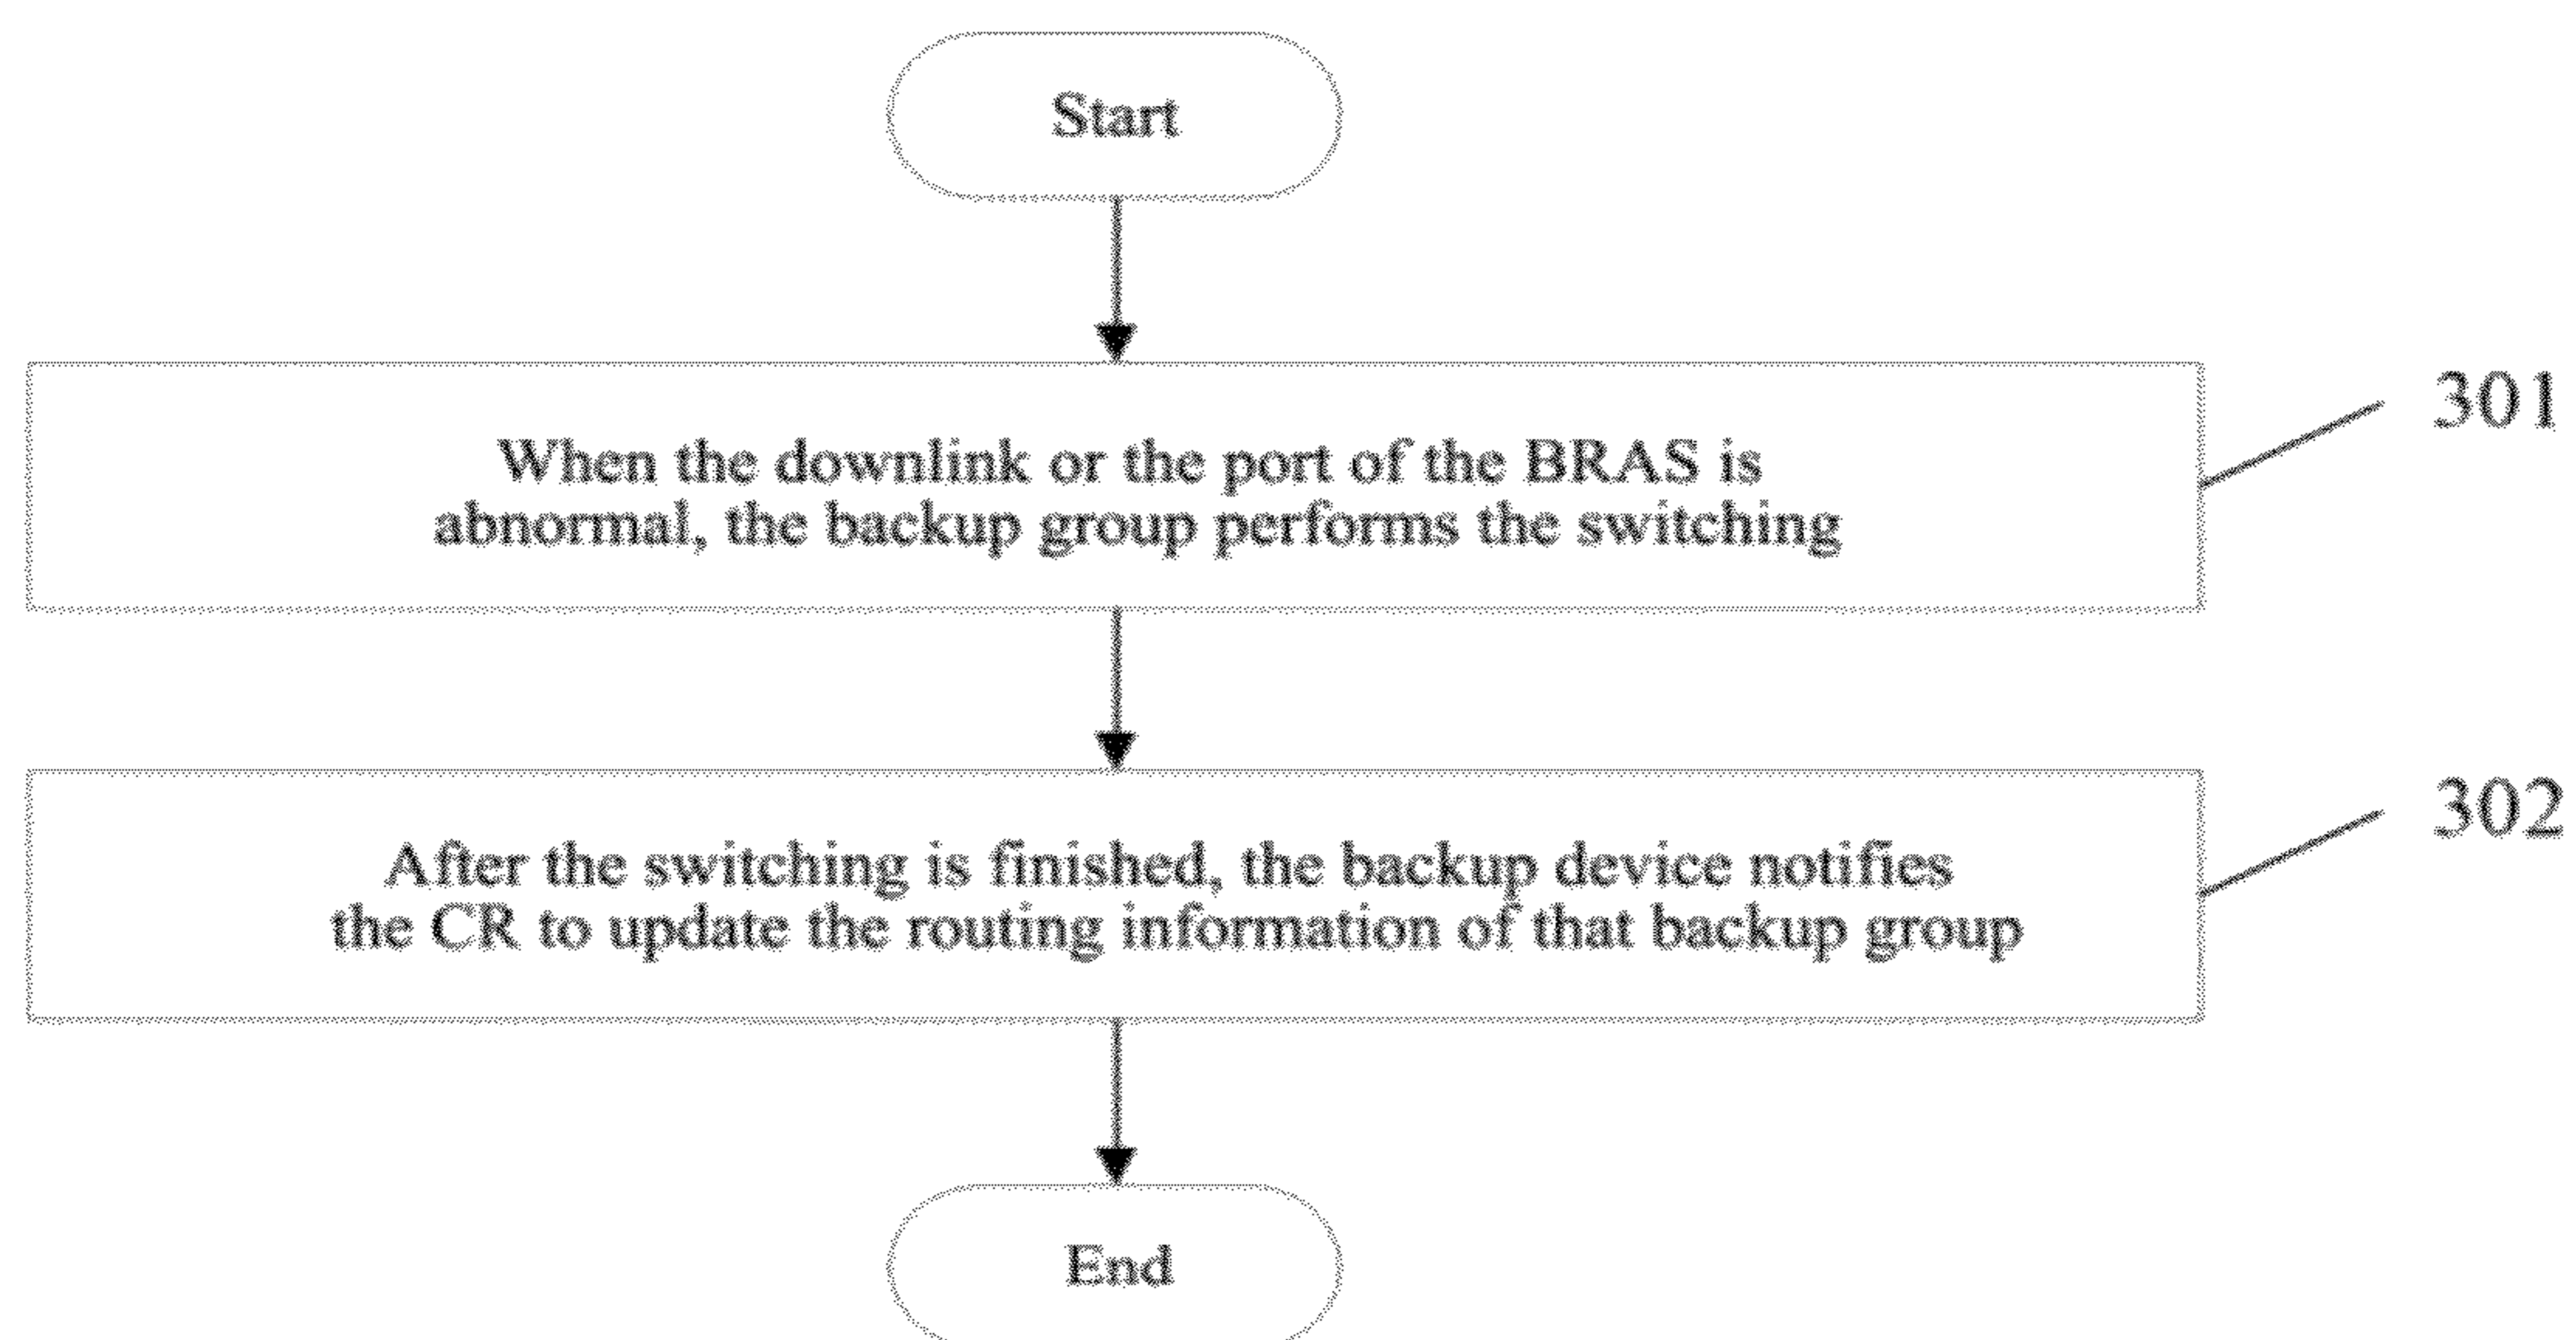 Start
301
When the downlink or the port of the BRAS is
abnormal, the backup group performs the switching
302
After the switching is finished, the backup device notifies
the CR to update the routing information of that backup group
End